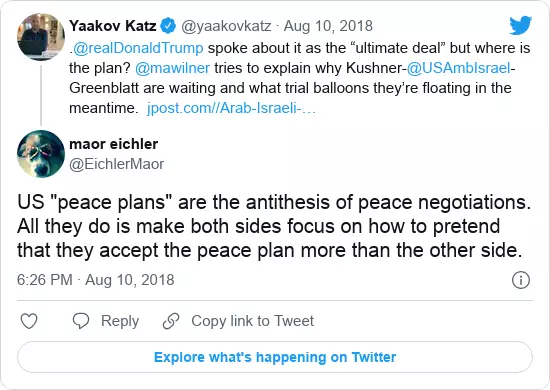 Yaakov Katz @yaakovkatz · Aug 10, 2018
.@realDonaldTrump spoke about it as the “ultimate deal” but where is
the plan? @mawilner tries to explain why Kushner-@USAmbIsrael-
Greenblatt are waiting and what trial balloons they’re floating in the
meantime. jpost.com//Arab-Israeli-…
maor eichler
@EichlerMaor
US "peace plans" are the antithesis of peace negotiations.
All they do is make both sides focus on how to pretend
that they accept the peace plan more than the other side.
6:26 PM · Aug 10, 2018
Reply Copy link to Tweet
Explore what's happening on Twitter